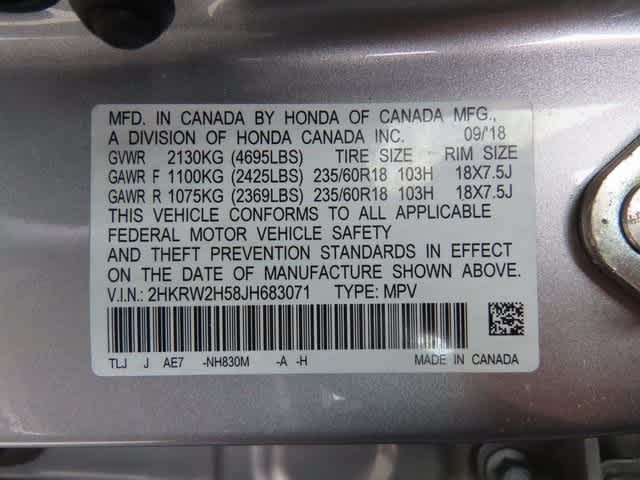 MFD. IN CANADA BY HONDA OF CANADA MFG.,
A DIVISION OF HONDA CANADA INC. 09/'18
GVWR 2130KG (4695LBS) TIRE SIZE RIM SIZE
GAWR F 1100KG (2425LBS) 235/60R18 103H 18X7.5J
GAWR R 1075KG (2369LBS) 235/60R18 103H 18X7.5J
THIS VEHICLE CONFORMS TO ALL APPLICABLE
FEDERAL MOTOR VEHICLE SAFETY
AND THEFT PREVENTION STANDARDS IN EFFECT
ON THE DATE OF MANUFACTURE SHOWN ABOVE.
V.I.N.: 2HKRW2H58JH683071 TYPE: MPV
TLJ J AE7 -NH830M -A -H MADE IN CANADA